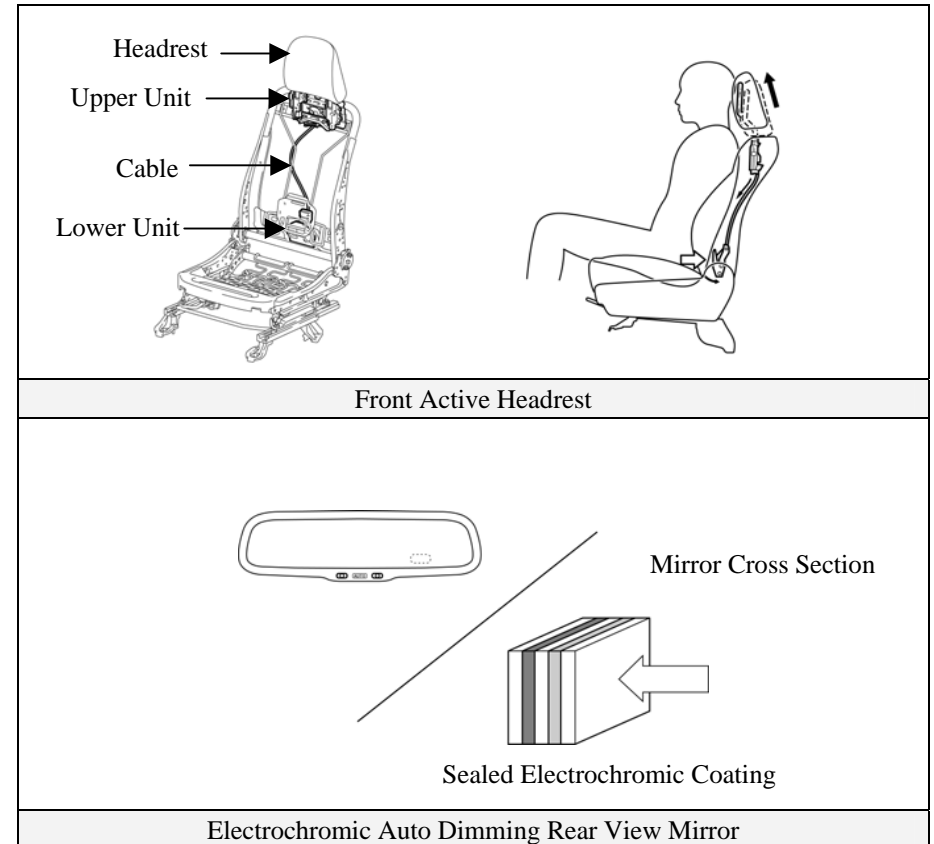 Headrest
Upper Unit
Cable
Lower Unit
Front Active Headrest
Mirror Cross Section
Sealed Electrochromic Coating
Electrochromic Auto Dimming Rear View Mirror